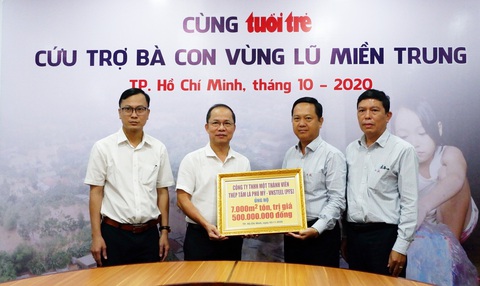 CÙNG tuổi trẻ
CỨU TRỢ BÀ CON VÙNG LŨ MIỀN TRUNG
TP. Hồ Chí Minh, tháng 10 - 2020
CÔNG TY TNHH MỘT THÀNH VIÊN
THÉP TẤM LÁ PHÚ MỸ - VNSTEEL (PFS)
ỦNG HỘ
7.000m² tôn, trị giá
500.000.000 đồng